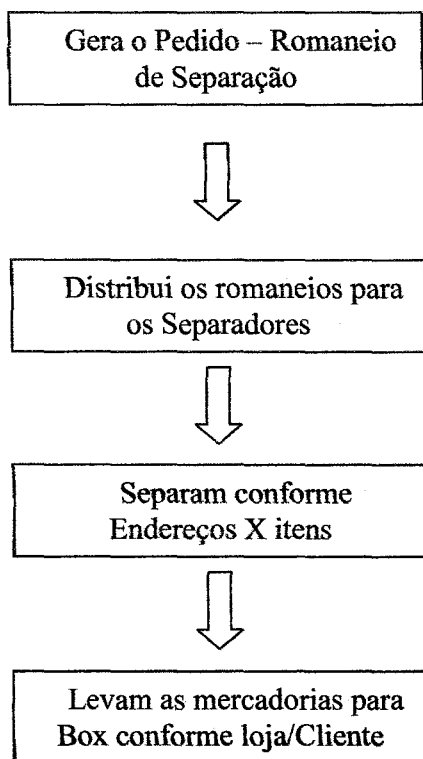 Gera o Pedido – Romaneio
de Separação
Distribui os romaneios para
os Separadores
Separam conforme
Endereços X itens
Levam as mercadorias para
Box conforme loja/Cliente